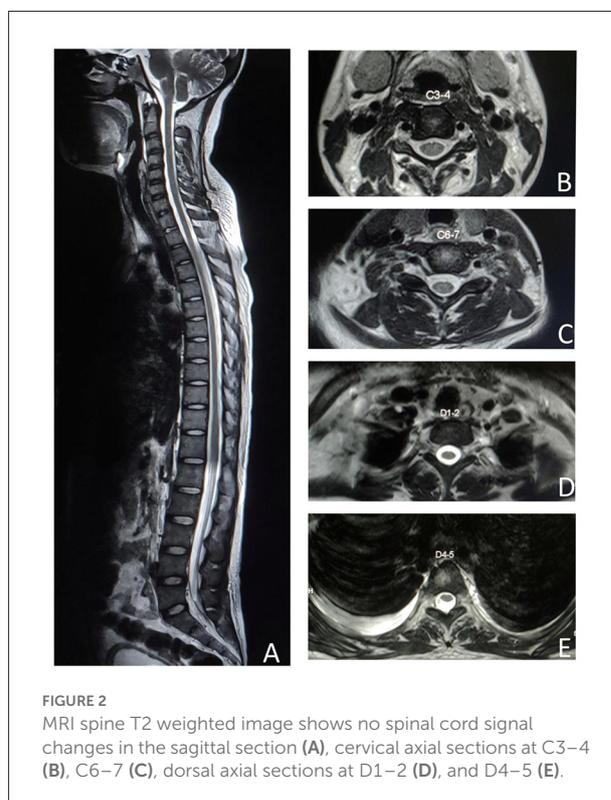 C3-4
B
C6-7
C
D1-2
D
D4-5
H
E
A
FIGURE 2
MRI spine T2 weighted image shows no spinal cord signal
changes in the sagittal section (A), cervical axial sections at C3–4
(B), C6–7 (C), dorsal axial sections at D1–2 (D), and D4–5 (E).